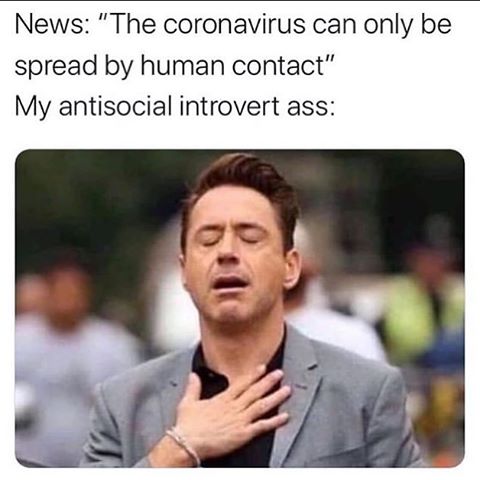 News: "The coronavirus can only be
spread by human contact"
My antisocial introvert ass: